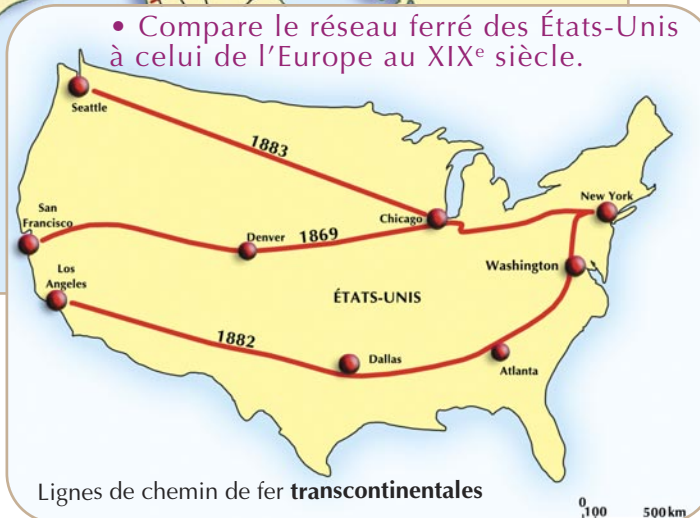 • Compare le réseau ferré des États-Unis
à celui de l'Europe au XIXe siècle.
Seattle
1883
San
Francisco
Denver
1869
Chicago
New York
Washington
Los
Angeles
ÉTATS-UNIS
1882
Dallas
Atlanta
Lignes de chemin de fer transcontinentales
0
100
500 km